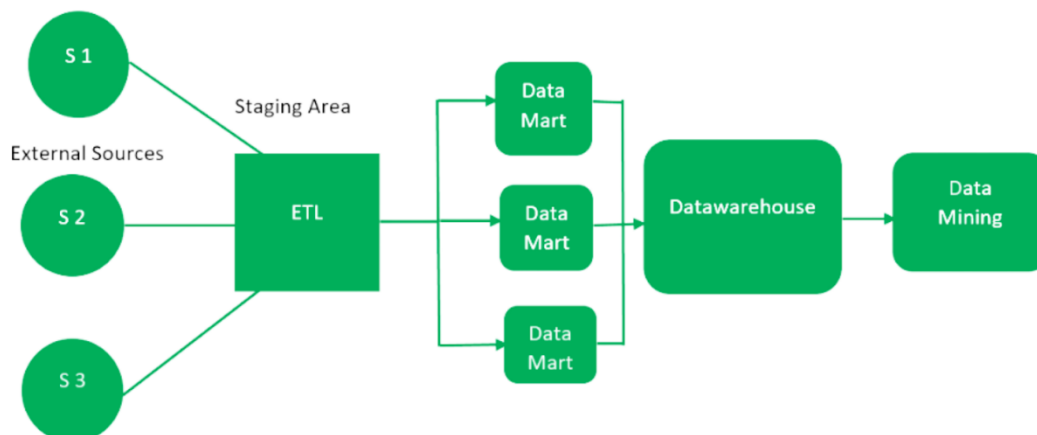 S 1
Staging Area
External Sources
S 2
S 3
ETL
Data
Mart
Data
Mart
Data
Mart
Datawarehouse
Data
Mining